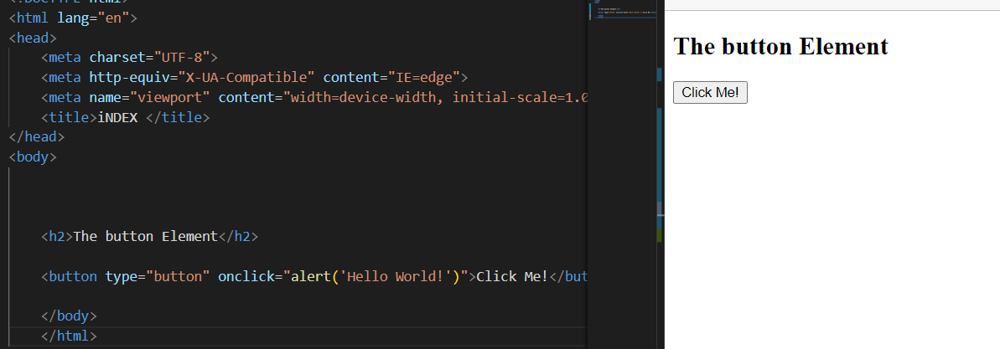 <!DOCTYPE html>
<html lang="en">
<head>
<meta charset="UTF-8">
<meta http-equiv="X-UA-Compatible" content="IE=edge">
<meta name="viewport" content="width=device-width, initial-scale=1.0
<title>iNDEX </title>
</head>
<body>
<h2>The button Element</h2>
<button type="button" onclick="alert('Hello World!')">Click Me!</but
</body>
</html>
The button Element
Click Me!